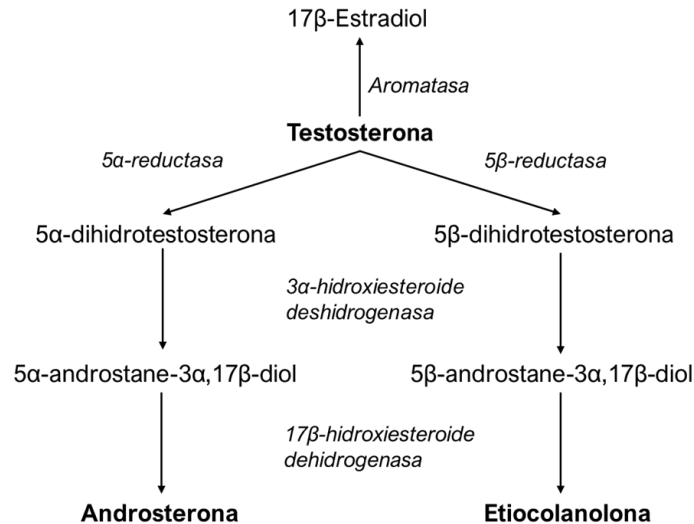 17β-Estradiol
Aromatasa
Testosterona
5α-reductasa
5β-reductasa
5α-dihidrotestosterona
5β-dihidrotestosterona
3α-hidroxiesteroide
deshidrogenasa
5α-androstane-3α,17β-diol
5β-androstane-3α,17β-diol
17β-hidroxiesteroide
dehidrogenasa
Androsterona
Etiocolanolona